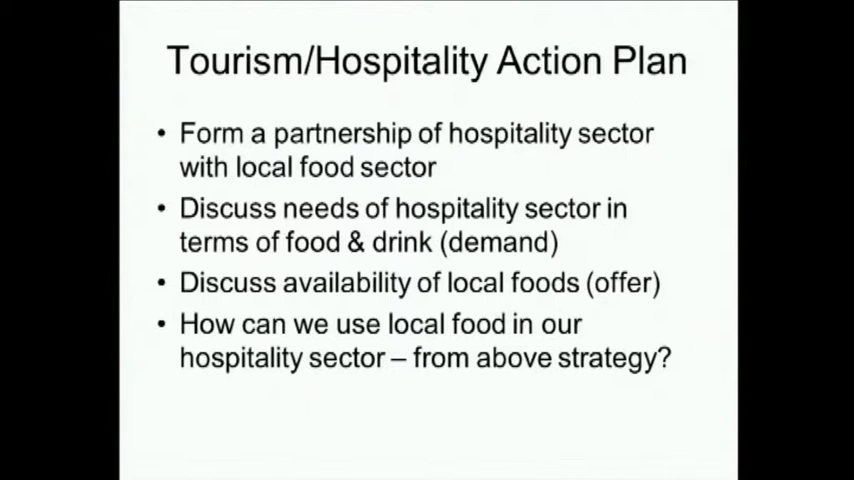 Tourism/Hospitality Action Plan
• Form a partnership of hospitality sector
with local food sector
• Discuss needs of hospitality sector in
terms of food & drink (demand)
• Discuss availability of local foods (offer)
• How can we use local food in our
hospitality sector – from above strategy?